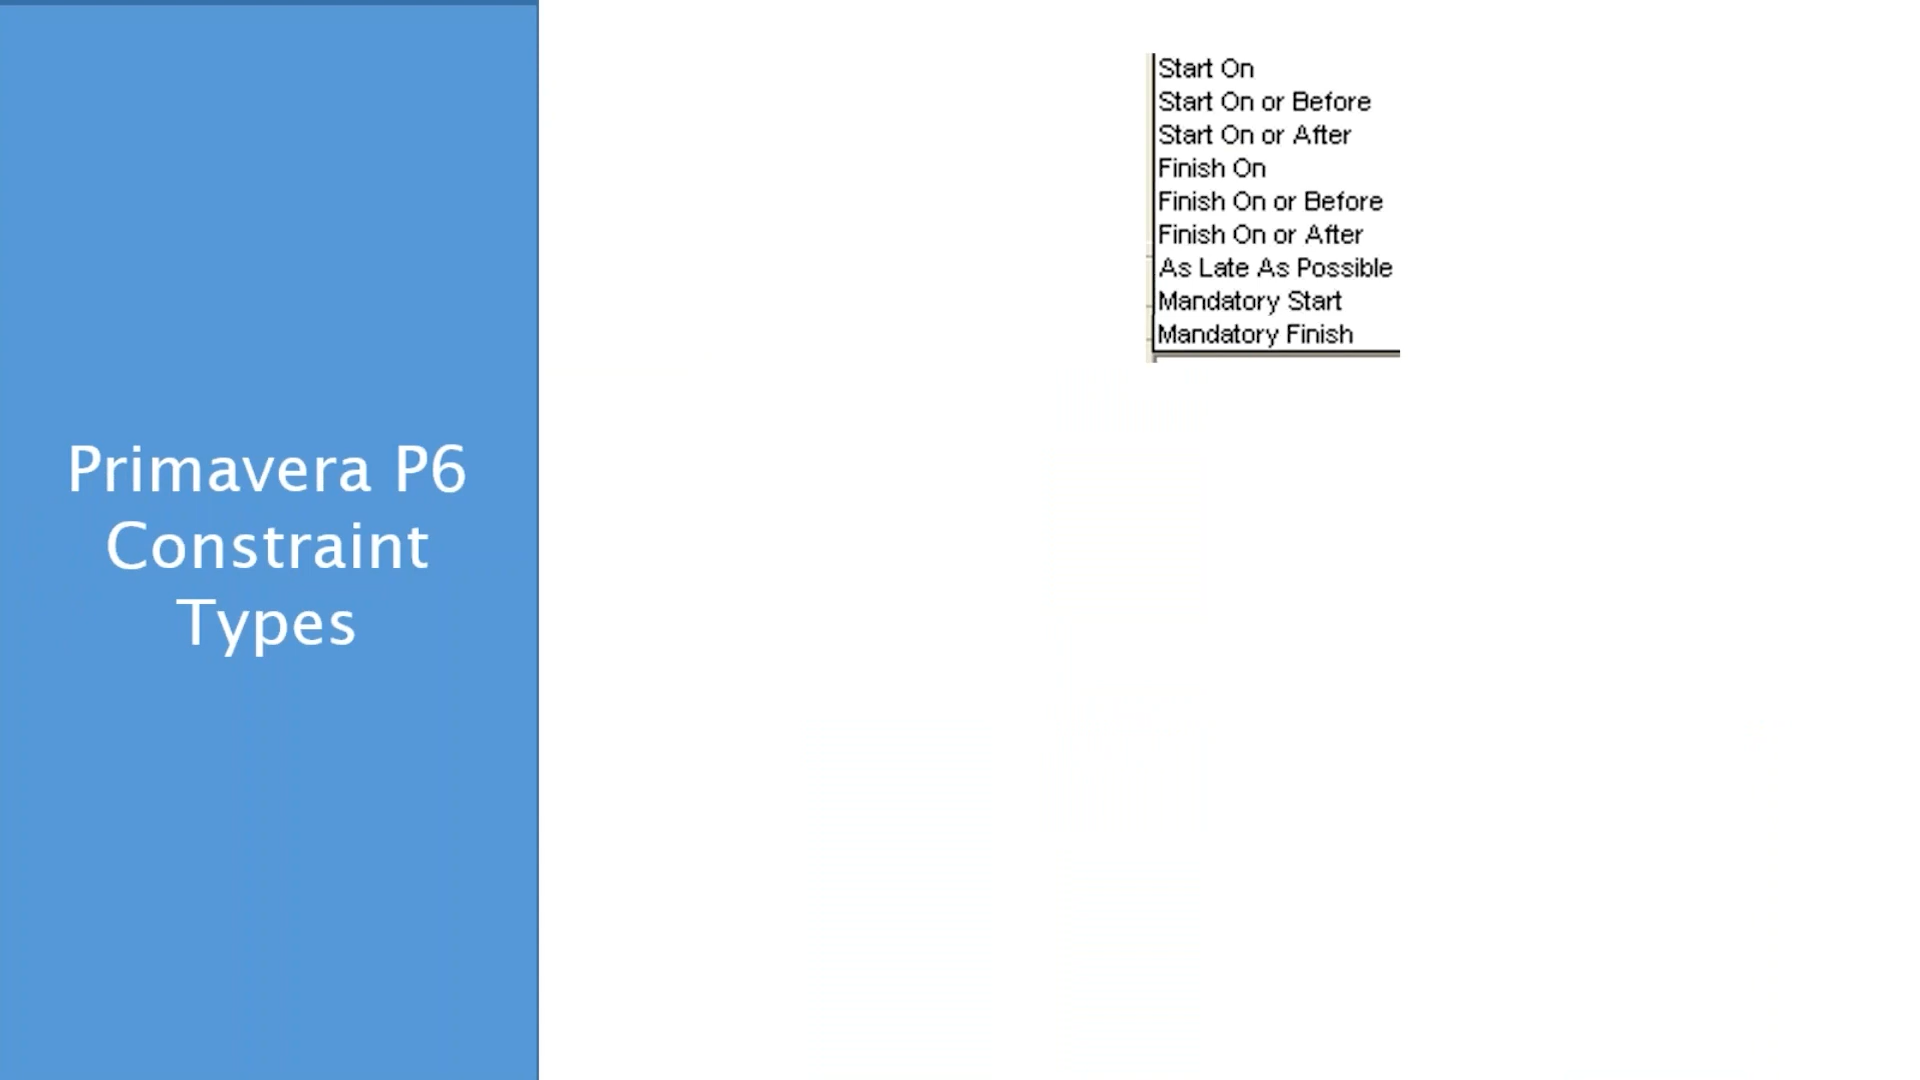 Primavera P6
Constraint
Types
Start On
Start On or Before
Start On or After
Finish On
Finish On or Before
Finish On or After
As Late As Possible
Mandatory Start
Mandatory Finish